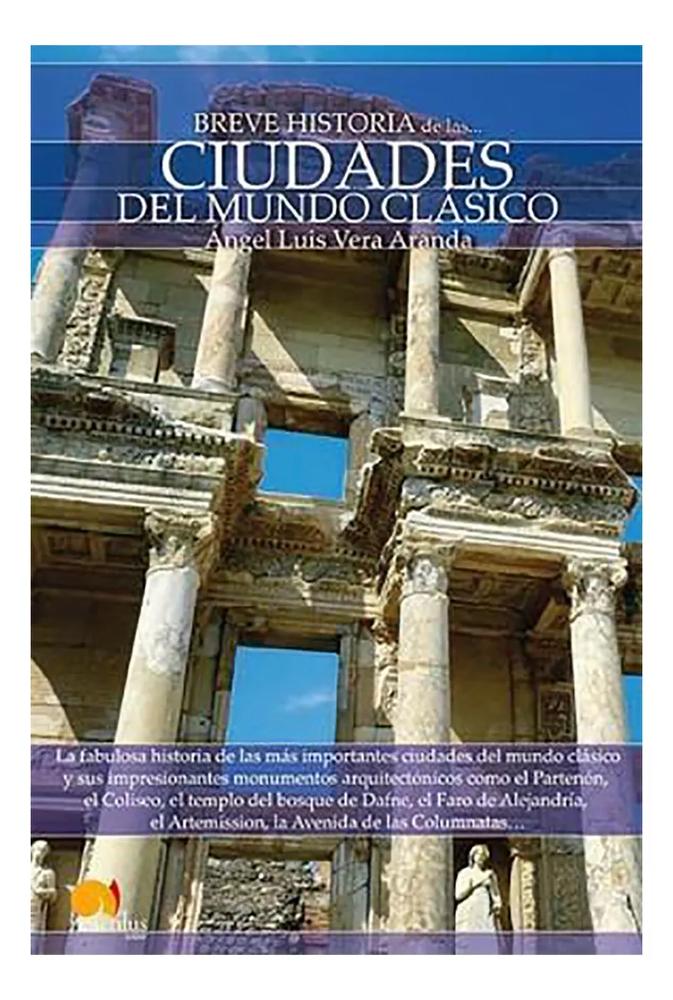 BREVE HISTORIA de las...
CIUDADES
DEL MUNDO CLÁSICO
Ángel Luis Vera Aranda
La fabulosa historia de las más importantes ciudades del mundo clásico
y sus impresionantes monumentos arquitectónicos como el Partenón,
el Coliseo, el templo del bosque de Dafne, el Faro de Alejandría,
el Artemission, la Avenida de las Columnatas...